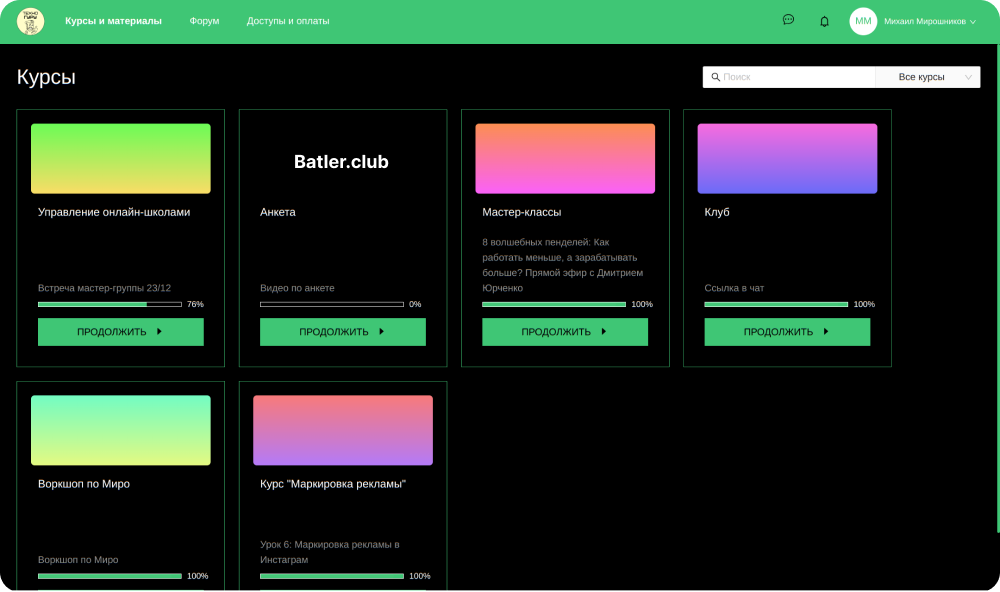 ТЕХНО
ГУРЫ
Курсы и материалы
Форум
Доступы и оплаты
ММ
Михаил Мирошников
Курсы
Поиск
Все курсы
Управление онлайн-школами
Встреча мастер-группы 23/12
76%
ПРОДОЛЖИТЬ
Batler.club
Анкета
Видео по анкете
0%
ПРОДОЛЖИТЬ
Мастер-классы
8 волшебных пенделей: Как
работать меньше, а зарабатывать
больше? Прямой эфир с Дмитрием
Юрченко
100%
ПРОДОЛЖИТЬ
Клуб
Ссылка в чат
100%
ПРОДОЛЖИТЬ
Воркшоп по Миро
Воркшоп по Миро
100%
Курс "Маркировка рекламы"
Урок 6: Маркировка рекламы в
Инстаграм
100%